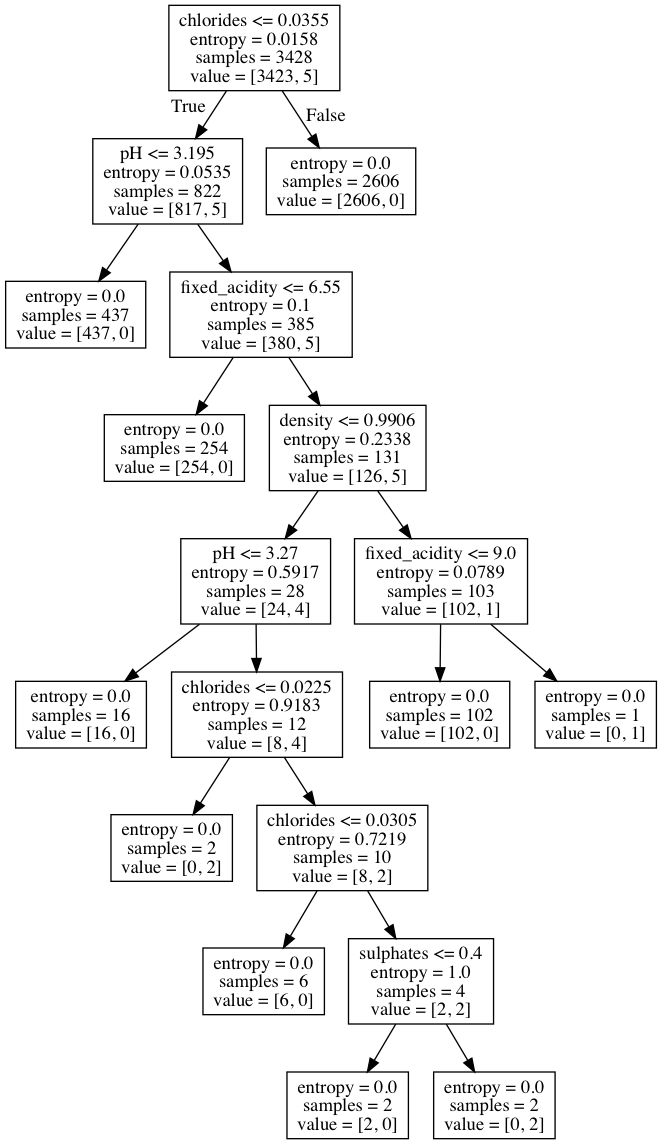 chlorides <= 0.0355
entropy = 0.0158
samples = 3428
value = [3423, 5]
True
False
pH <= 3.195
entropy = 0.0535
samples = 822
value = [817, 5]
entropy = 0.0
samples = 2606
value = [2606, 0]
entropy = 0.0
samples = 437
value = [437, 0]
fixed_acidity <= 6.55
entropy = 0.1
samples = 385
value = [380, 5]
entropy = 0.0
samples = 254
value = [254, 0]
density <= 0.9906
entropy = 0.2338
samples = 131
value = [126, 5]
pH <= 3.27
entropy = 0.5917
samples = 28
value = [24, 4]
fixed_acidity <= 9.0
entropy = 0.0789
samples = 103
value = [102, 1]
entropy = 0.0
samples = 16
value = [16, 0]
chlorides <= 0.0225
entropy = 0.9183
samples = 12
value = [8, 4]
entropy = 0.0
samples = 102
value = [102, 0]
entropy = 0.0
samples = 1
value = [0, 1]
entropy = 0.0
samples = 2
value = [0, 2]
chlorides <= 0.0305
entropy = 0.7219
samples = 10
value = [8, 2]
entropy = 0.0
samples = 6
value = [6, 0]
sulphates <= 0.4
entropy = 1.0
samples = 4
value = [2, 2]
entropy = 0.0
samples = 2
value = [2, 0]
entropy = 0.0
samples = 2
value = [0, 2]